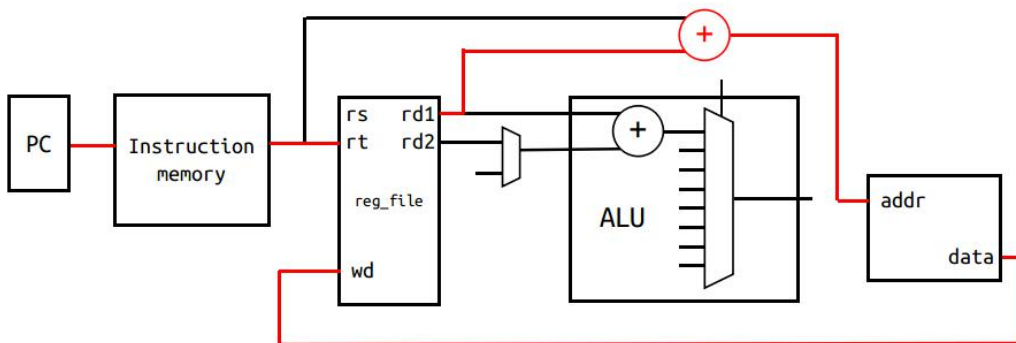 +
PC
Instruction
memory
rs rd1
rt rd2
reg_file
wd
+
ALU
addr
data